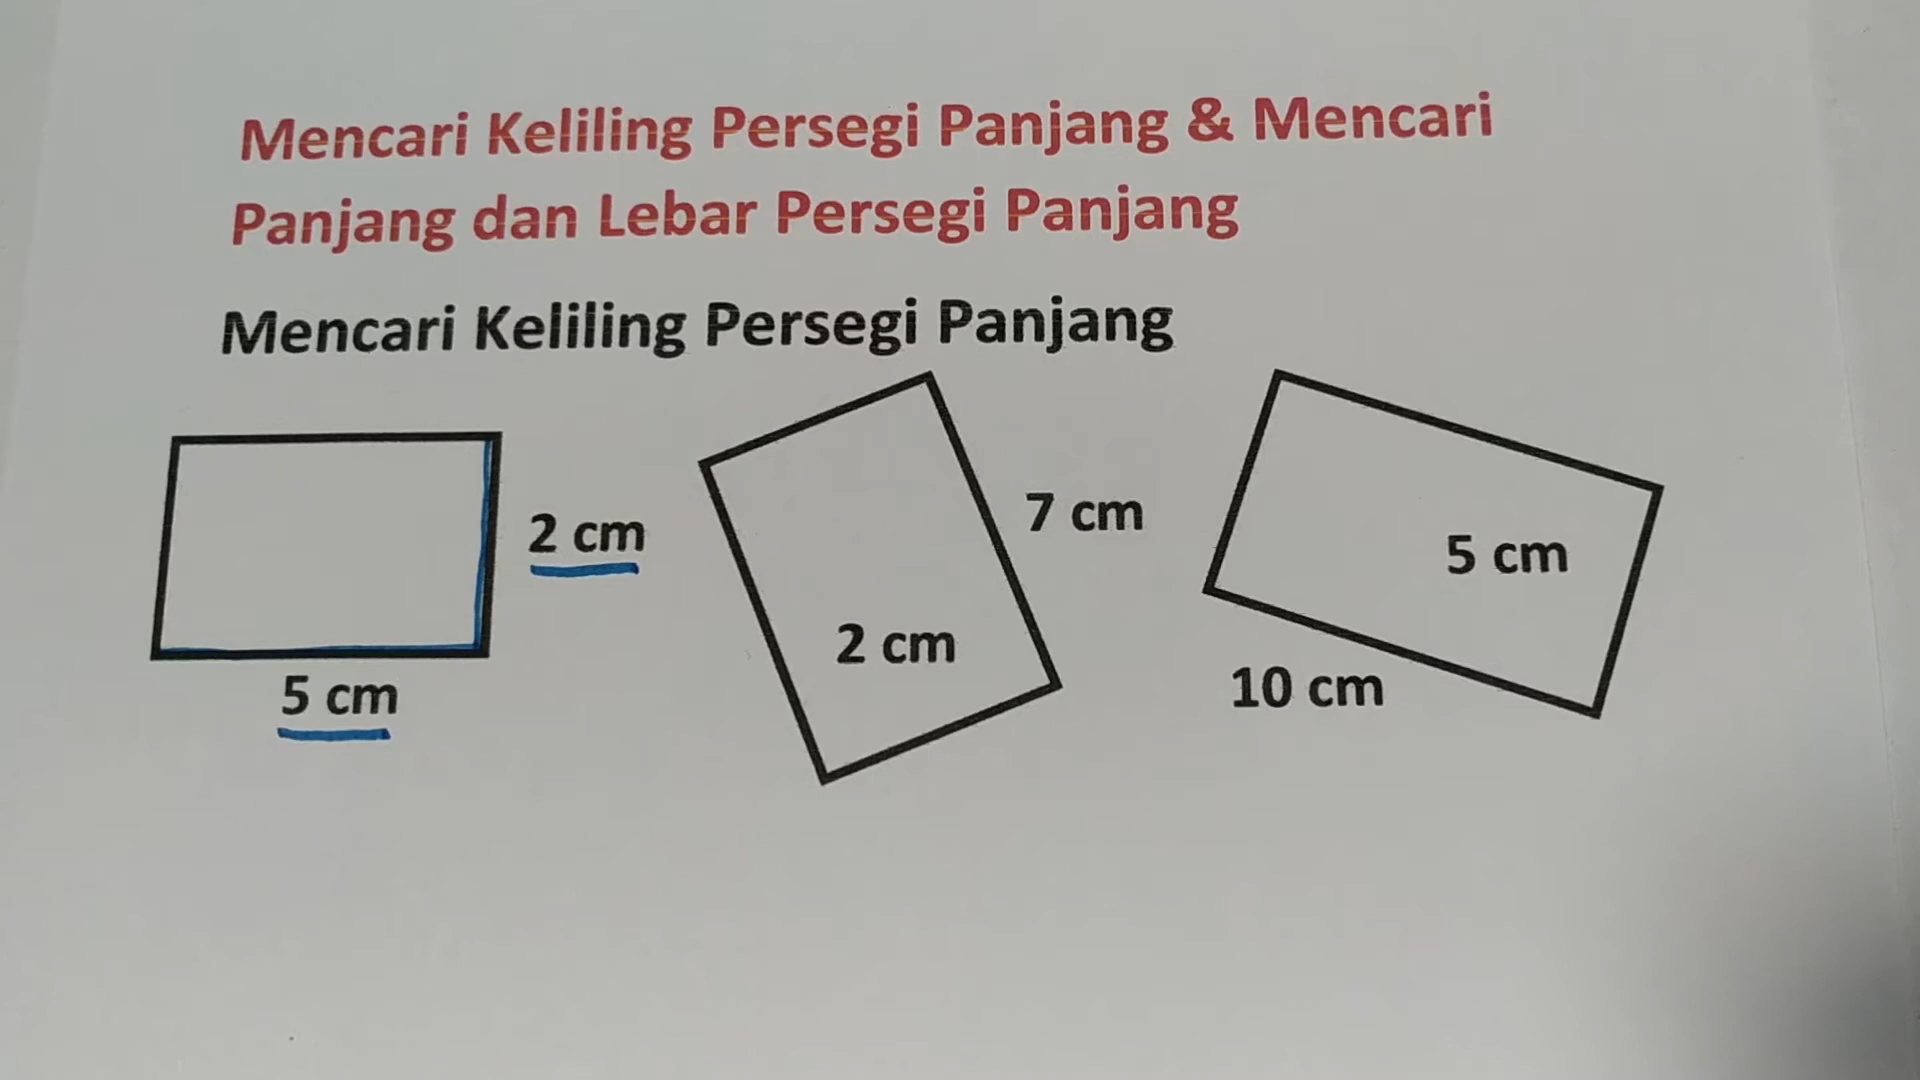 Mencari Keliling Persegi Panjang & Mencari
Panjang dan Lebar Persegi Panjang
Mencari Keliling Persegi Panjang
2 cm
5 cm
7 cm
2 cm
5 cm
10 cm